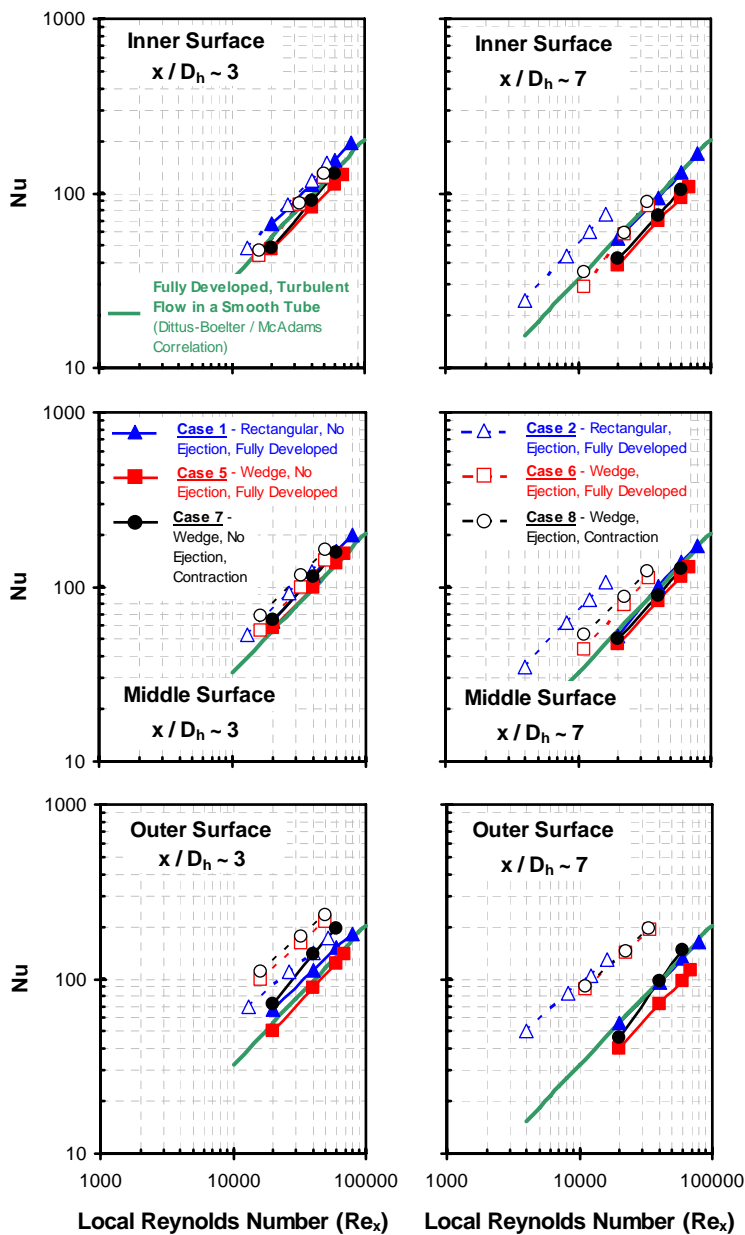 1000
100
10
Nu
Inner Surface
x / Dh ~ 3
Fully Developed, Turbulent
Flow in a Smooth Tube
(Dittus-Boelter / McAdams
Correlation)
Inner Surface
x / Dh ~ 7
1000
100
10
Nu
Case 1 - Rectangular, No
Ejection, Fully Developed
Case 5 - Wedge, No
Ejection, Fully Developed
Case 7 -
Wedge, No
Ejection,
Contraction
Middle Surface
x / Dh ~ 3
Case 2 - Rectangular,
Ejection, Fully Developed
Case 6 - Wedge,
Ejection, Fully Developed
Case 8 - Wedge,
Ejection, Contraction
Middle Surface
x / Dh ~ 7
1000
100
10
Nu
Outer Surface
x / Dh ~ 3
1000 10000 100000
Local Reynolds Number (Rex)
Outer Surface
x / Dh ~ 7
1000 10000 100000
Local Reynolds Number (Rex)